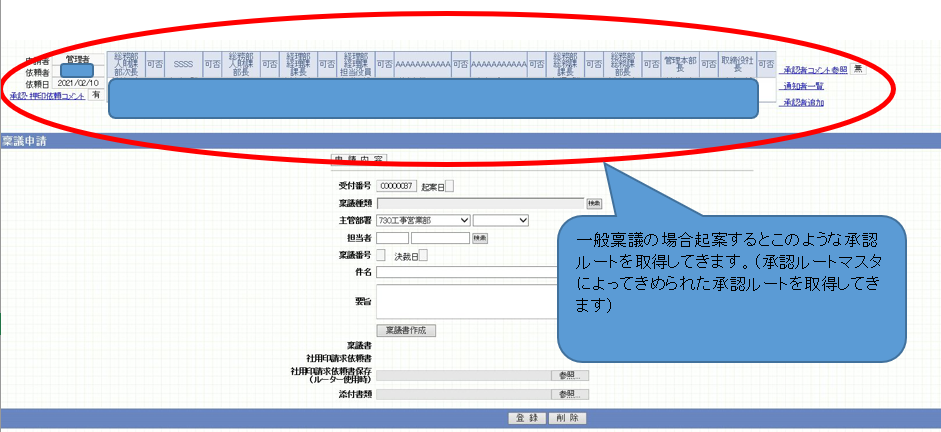 申請者 管理者
依頼者
依頼日 2021/02/10
承認・押印依頼コメント 有
総務部 人財課 部次長 可否 SSSS 可否 総務部 人財課 部長 可否 経理部 経理課 課長 可否 経理部 経理課 担当役員 可否 AAAAAAAAAAA 可否 AAAAAAAAAAA 可否 総務部 総務課 課長 可否 総務部 総務課 部長 可否 管理本部長 可否 取締役社長 可否
承認者コメント参照 無
通知者一覧
承認者追加
稟議申請
申 請 内 容
受付番号 00000037 起案日
稟議種類 検索
主管部署 730工事営業部
担当者 検索
稟議番号 決裁日
件名
要旨
稟議書作成
稟議書
社用印請求依頼書
社用印請求依頼書保存
(ルーター使用時) 参照...
添付書類 参照...
登 録 削 除
一般稟議の場合起案するとこのような承認
ルートを取得してきます。(承認ルートマスタ
によってきめられた承認ルートを取得してき
ます)